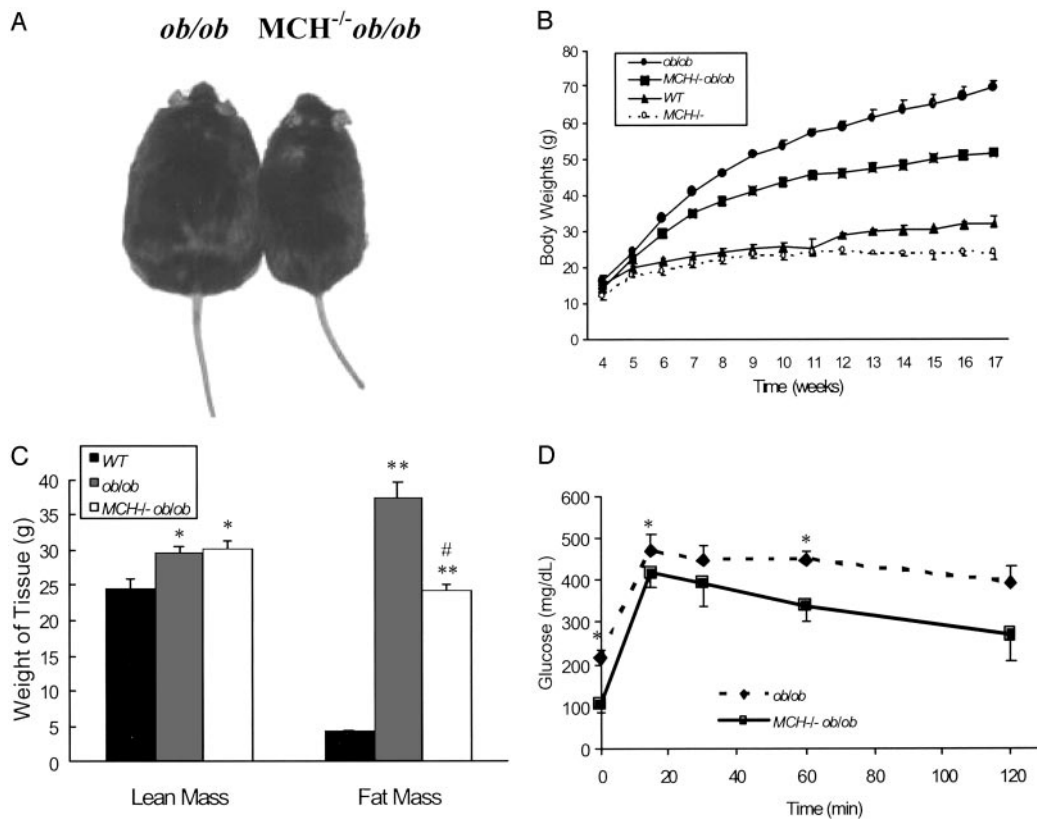 A
ob/ob MCH-/- ob/ob
B
ob/ob
MCH-/- ob/ob
WT
MCH-/-
Body Weights (g)
80
70
60
50
40
30
20
10
0
4 5 6 7 8 9 10 11 12 13 14 15 16 17
Time (weeks)
C
WT
ob/ob
MCH-/- ob/ob
Weight of Tissue (g)
40
35
30
25
20
15
10
5
0
* *
**
#
**
Lean Mass Fat Mass
D
Glucose (mg/dL)
600
500
400
300
200
100
000
*
*
*
ob/ob
MCH-/- ob/ob
0 20 40 60 80 100 120
Time (min)